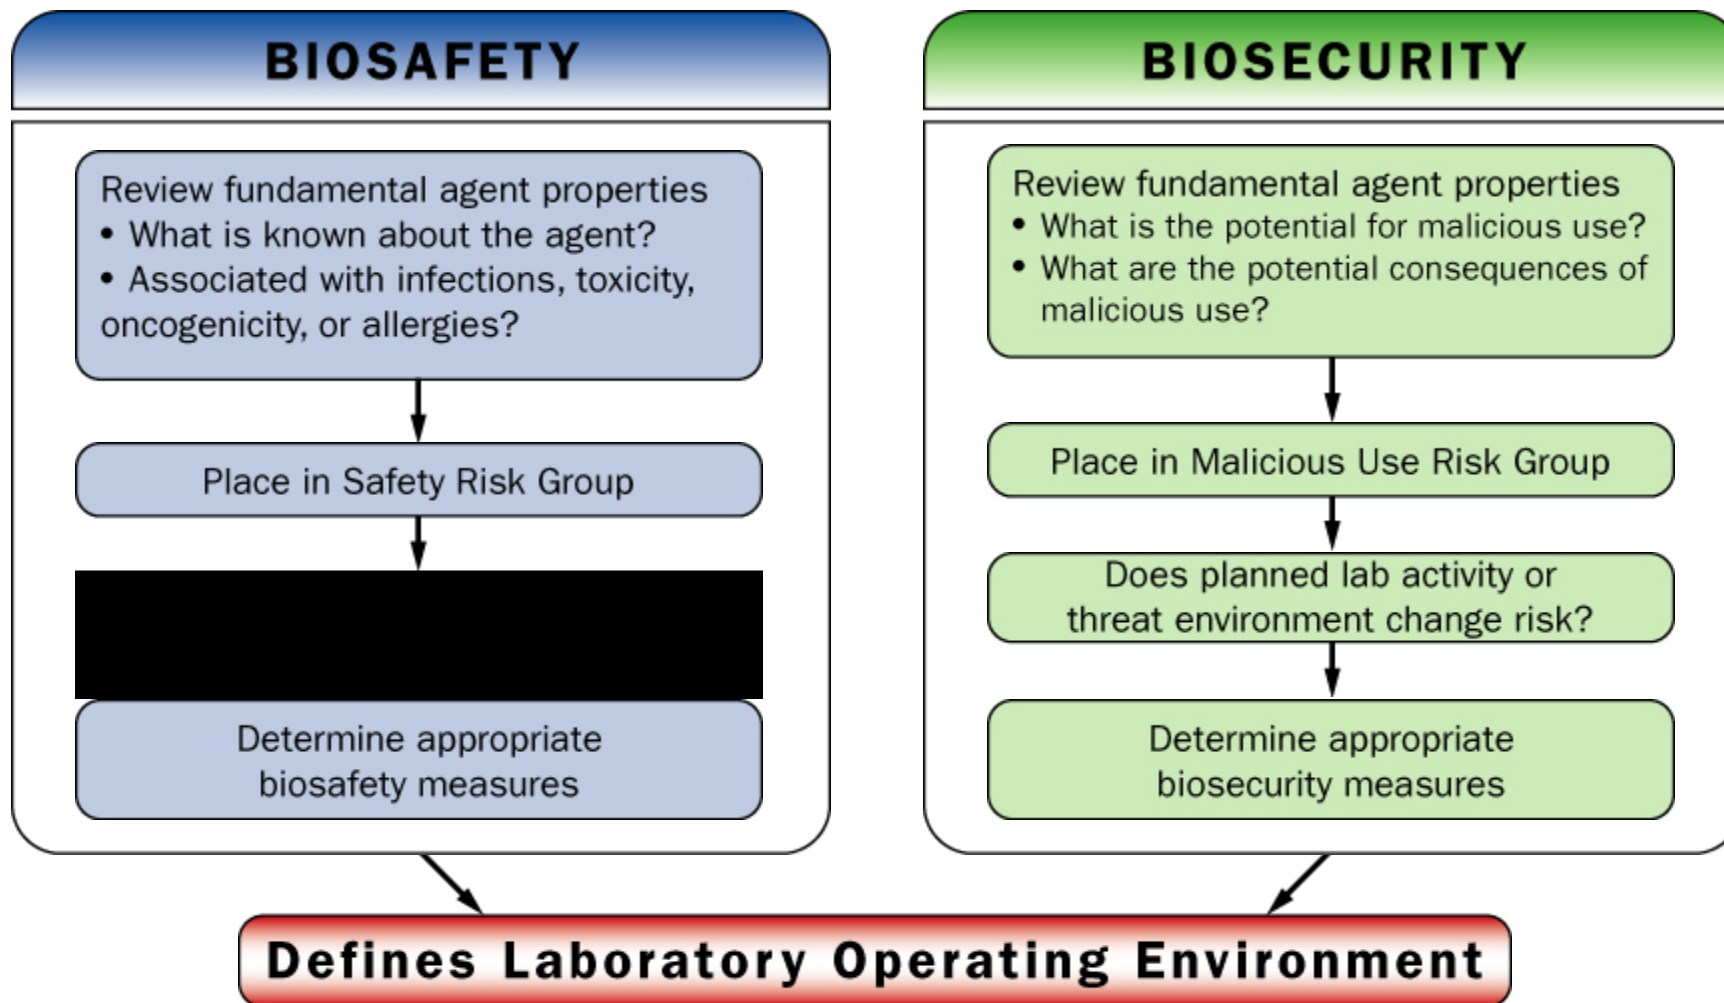 BIOSAFETY
Review fundamental agent properties
• What is known about the agent?
• Associated with infections, toxicity,
oncogenicity, or allergies?
Place in Safety Risk Group
Determine appropriate
biosafety measures
BIOSECURITY
Review fundamental agent properties
• What is the potential for malicious use?
• What are the potential consequences of
malicious use?
Place in Malicious Use Risk Group
Does planned lab activity or
threat environment change risk?
Determine appropriate
biosecurity measures
Defines Laboratory Operating Environment